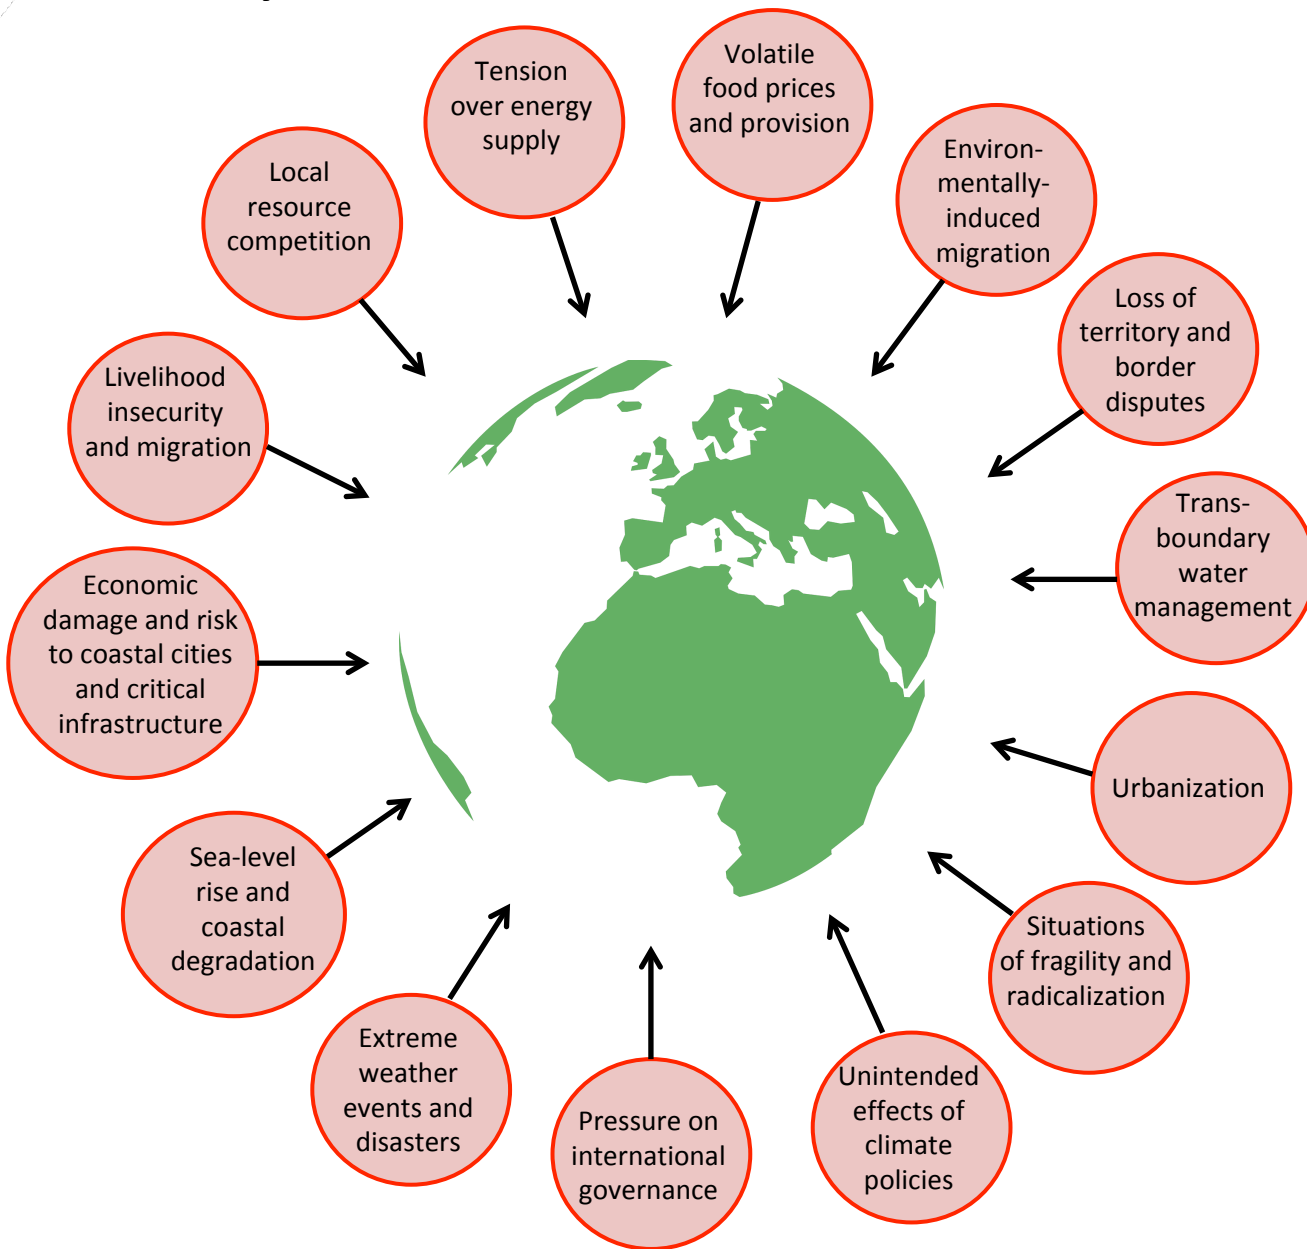 Tension
over energy
supply
Volatile
food prices
and provision
Environ-
mentally-
induced
migration
Loss of
territory and
border
disputes
Trans-
boundary
water
management
Urbanization
Situations
of fragility and
radicalization
Unintended
effects of
climate
policies
Pressure on
international
governance
Extreme
weather
events and
disasters
Sea-level
rise and
coastal
degradation
Economic
damage and risk
to coastal cities
and critical
infrastructure
Livelihood
insecurity
and migration
Local
resource
competition